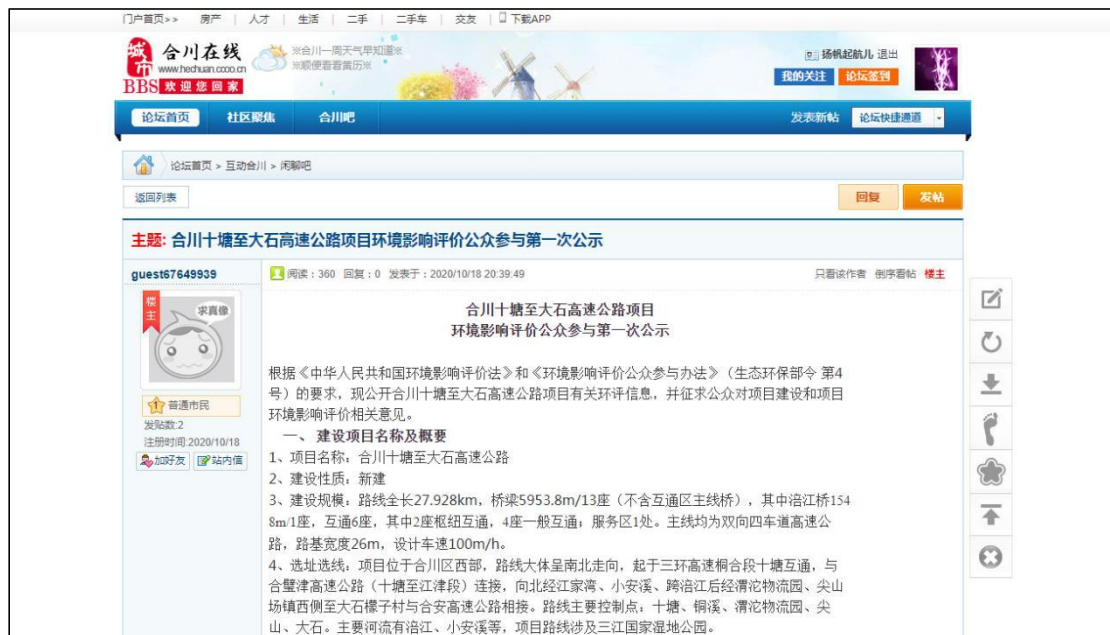 门户首页>> 房产 | 人才 | 生活 | 二手 | 二手车 | 交友 | 下载APP
城市 合川在线
www.hechuan.ccoo.cn
BBS 欢迎您回家
※合川一周天气早知道※
※顺便看看黄历※
扬帆起航儿 退出
我的关注 论坛签到
论坛首页 社区聚焦 合川吧 发表新帖 论坛快捷通道
论坛首页 > 互动合川 > 闲聊吧
返回列表 回复 发帖
主题: 合川十塘至大石高速公路项目环境影响评价公众参与第一次公示
guest67649939
阅读：360 回复：0 发表于：2020/10/18 20:39:49 只看该作者 倒序看帖 楼主
楼主
求真像
普通市民
发贴数:2
注册时间:2020/10/18
加好友 站内信
合川十塘至大石高速公路项目
环境影响评价公众参与第一次公示
根据《中华人民共和国环境影响评价法》和《环境影响评价公众参与办法》（生态环保部令 第4
号）的要求，现公开合川十塘至大石高速公路项目有关环评信息，并征求公众对项目建设和项目
环境影响评价相关意见。
一、 建设项目名称及概要
1、项目名称：合川十塘至大石高速公路
2、建设性质：新建
3、建设规模：路线全长27.928km，桥梁5953.8m/13座（不含互通区主线桥），其中涪江桥154
8m/1座，互通6座，其中2座枢纽互通，4座一般互通；服务区1处。主线均为双向四车道高速公
路，路基宽度26m，设计车速100m/h。
4、选址选线：项目位于合川区西部，路线大体呈南北走向，起于三环高速桐合段十塘互通，与
合璧津高速公路（十塘至江津段）连接，向北经江家湾、小安溪、跨涪江后经渭沱物流园、尖山
场镇西侧至大石檬子村与合安高速公路相接。路线主要控制点：十塘、铜溪、渭沱物流园、尖
山、大石。主要河流有涪江、小安溪等，项目路线涉及三江国家湿地公园。